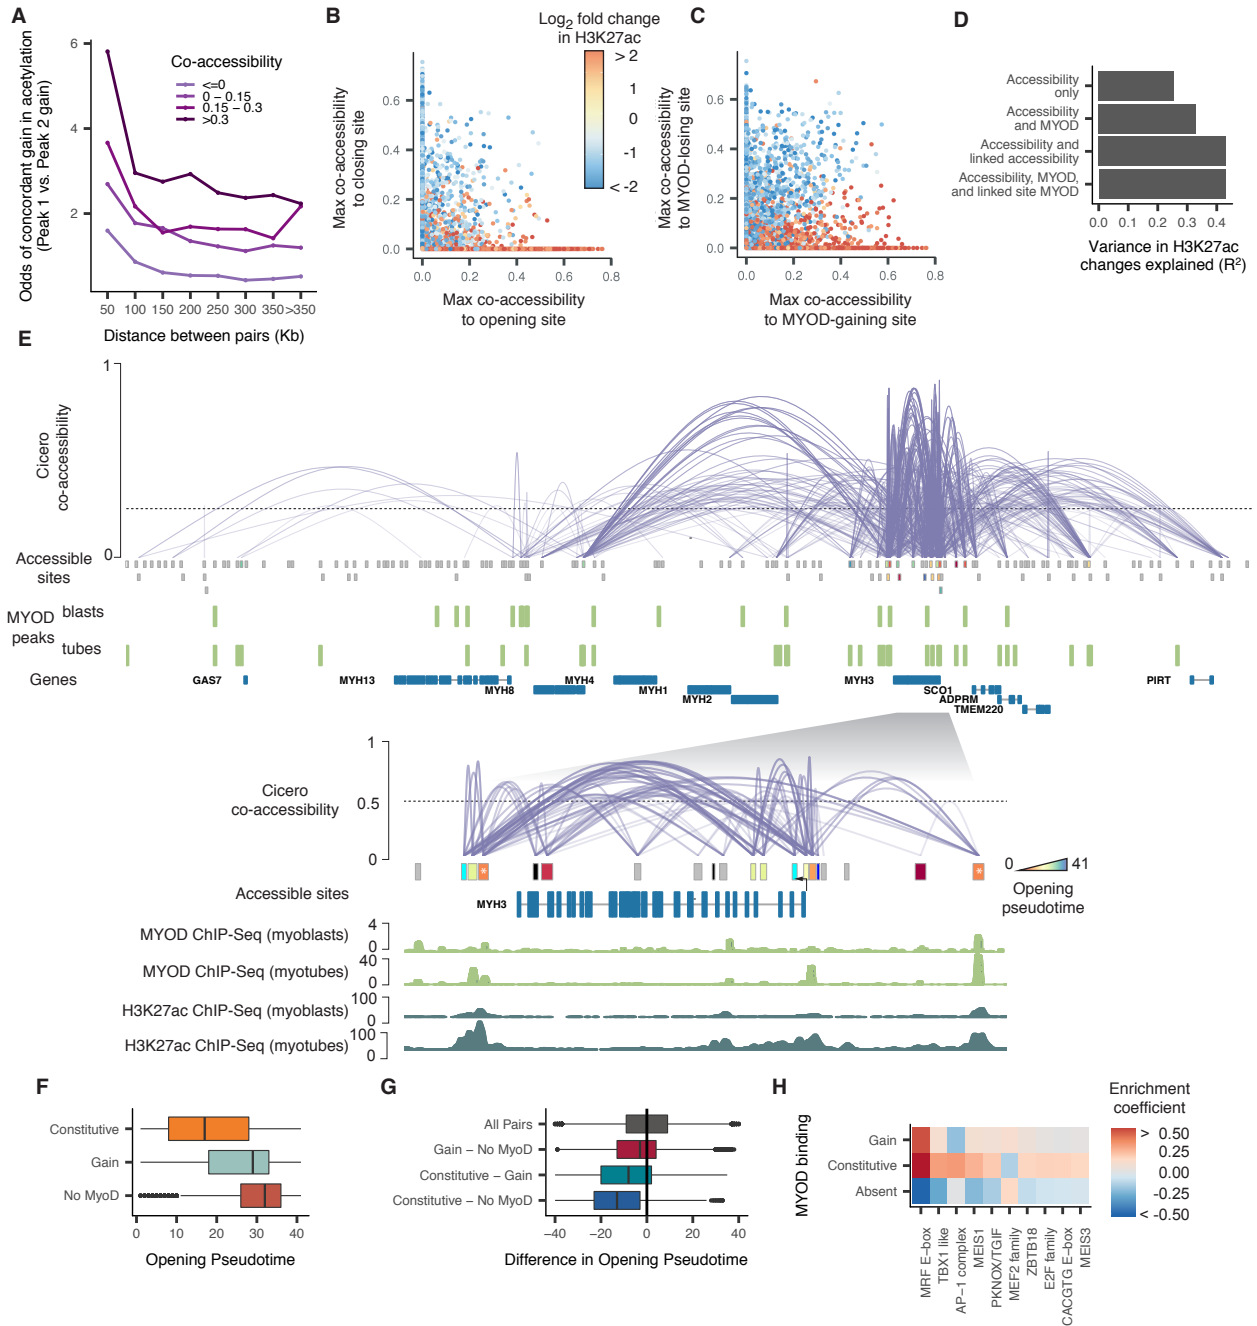 A
Odds of concordant gain in acetylation
(Peak 1 vs. Peak 2 gain)
6
4
2
Co-accessibility
<=0
0 – 0.15
0.15 – 0.3
>0.3
50 100 150 200 250 300 350 >350
Distance between pairs (Kb)
B
Log2 fold change
in H3K27ac
> 2
1
0
-1
< -2
Max co-accessibility
to closing site
0.6
0.4
0.2
0.0
0.0 0.2 0.4 0.6 0.8
Max co-accessibility
to opening site
C
Max co-accessibility
to MYOD-losing site
0.6
0.4
0.2
0.0
0.0 0.2 0.4 0.6 0.8
Max co-accessibility
to MYOD-gaining site
D
Accessibility
only
Accessibility
and MYOD
Accessibility and
linked accessibility
Accessibility, MYOD,
and linked site MYOD
0.0 0.1 0.2 0.3 0.4
Variance in H3K27ac
changes explained (R2)
E
1
Cicero
co-accessibility
0
Accessible
sites
MYOD
peaks
blasts
tubes
Genes
GAS7
MYH13
MYH8
MYH4
MYH1
MYH2
MYH3
SCO1
ADPRM
TMEM220
PIRT
1
Cicero
co-accessibility
0.5
0
* *
0 41
Opening
pseudotime
Accessible sites
MYH3
MYOD ChIP-Seq (myoblasts)
4
0
MYOD ChIP-Seq (myotubes)
40
0
H3K27ac ChIP-Seq (myoblasts)
100
0
H3K27ac ChIP-Seq (myotubes)
100
0
F
Constitutive
Gain
No MyoD
0 10 20 30 40
Opening Pseudotime
G
All Pairs
Gain – No MyoD
Constitutive – Gain
Constitutive – No MyoD
−40 −20 0 20 40
Difference in Opening Pseudotime
H
MYOD binding
Gain
Constitutive
Absent
MRF E−box
TBX1 like
AP−1 complex
MEIS1
PKNOX/TGIF
MEF2 family
ZBTB18
E2F family
CACGTG E−box
MEIS3
Enrichment
coefficient
> 0.50
0.25
0.00
-0.25
< -0.50